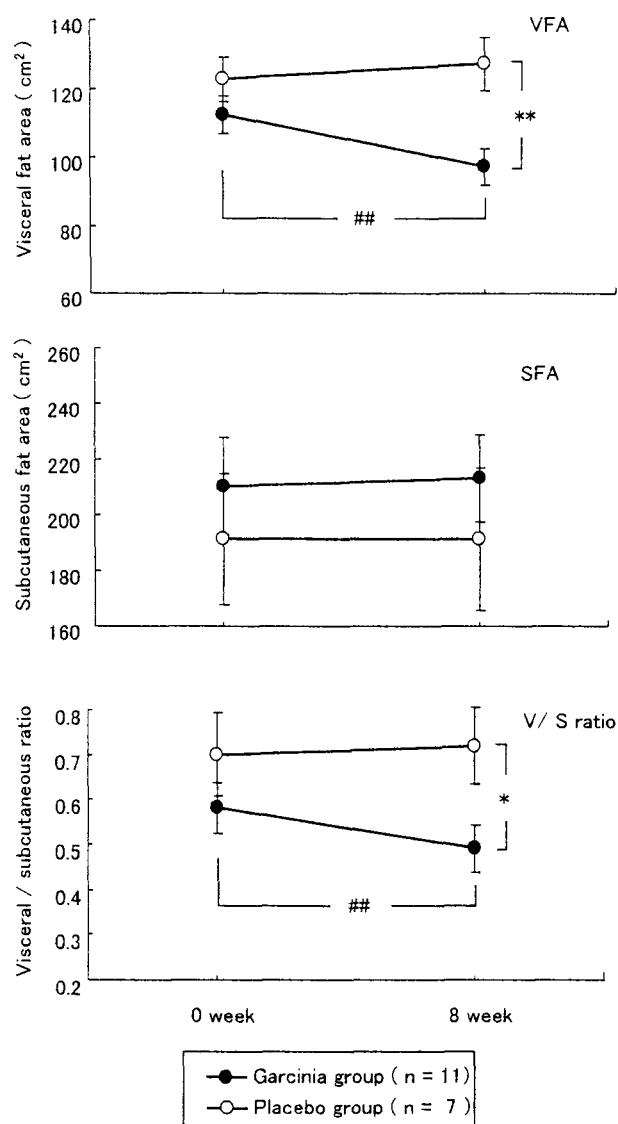 VFA
Visceral fat area ( cm²)
140
120
100
80
60
**
##
SFA
Subcutaneous fat area ( cm²)
260
240
220
200
180
160
V/ S ratio
Visceral / subcutaneous ratio
0.8
0.7
0.6
0.5
0.4
0.3
0.2
*
##
0 week 8 week
Garcinia group ( n = 11)
Placebo group ( n = 7 )